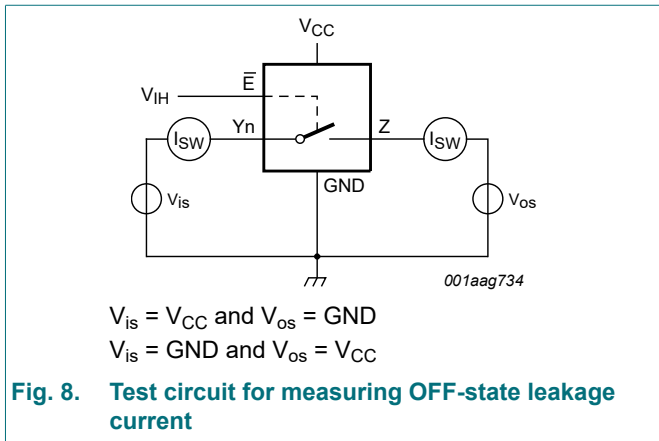 VCC
E̅
VIH
Yn
Z
ISW
ISW
GND
Vis
Vos
001aag734
Vis = VCC and Vos = GND
Vis = GND and Vos = VCC
Fig. 8. Test circuit for measuring OFF-state leakage
current